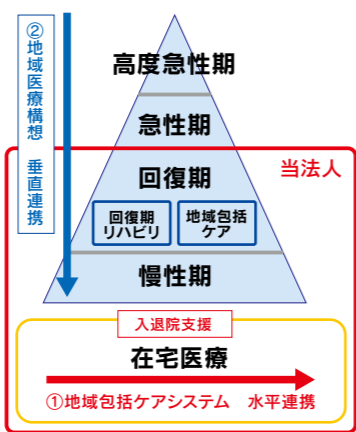 ②地域医療構想 垂直連携
高度急性期
急性期
当法人
回復期
回復期
リハビリ
地域包括
ケア
慢性期
入退院支援
在宅医療
①地域包括ケアシステム 水平連携